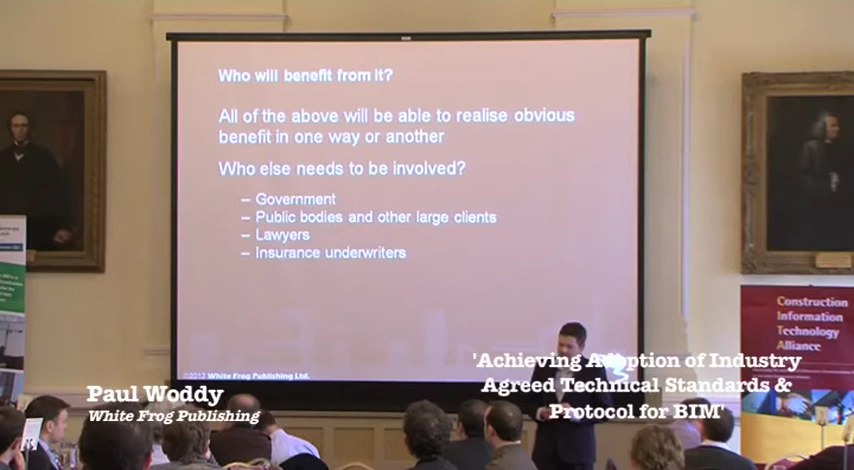 Who will benefit from it?
All of the above will be able to realise obvious
benefit in one way or another
Who else needs to be involved?
– Government
– Public bodies and other large clients
– Lawyers
– Insurance underwriters
©2012 White Frog Publishing Ltd.
Construction
Information
Technology
Alliance
'Achieving Adoption of Industry
Agreed Technical Standards &
Protocol for BIM'
Paul Woddy
White Frog Publishing